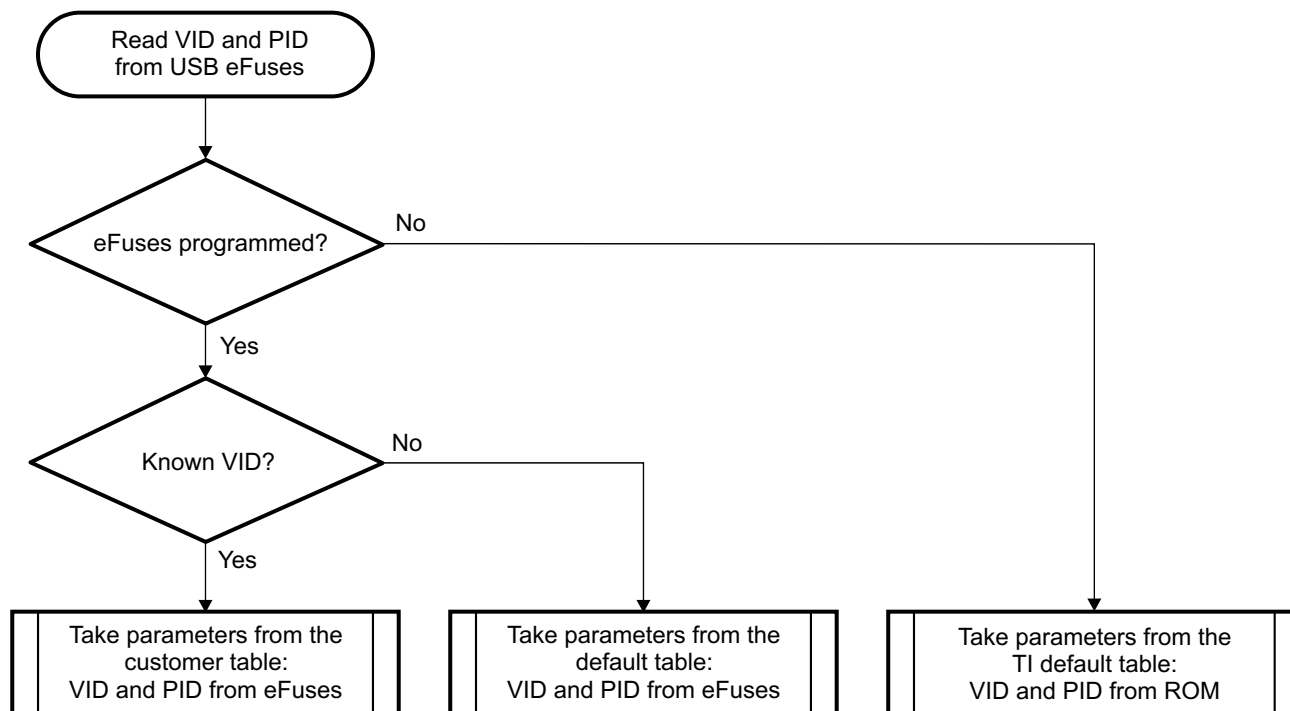 Read VID and PID
from USB eFuses
No
eFuses programmed?
Yes
No
Known VID?
Yes
Take parameters from the
customer table:
VID and PID from eFuses
Take parameters from the
default table:
VID and PID from eFuses
Take parameters from the
TI default table:
VID and PID from ROM